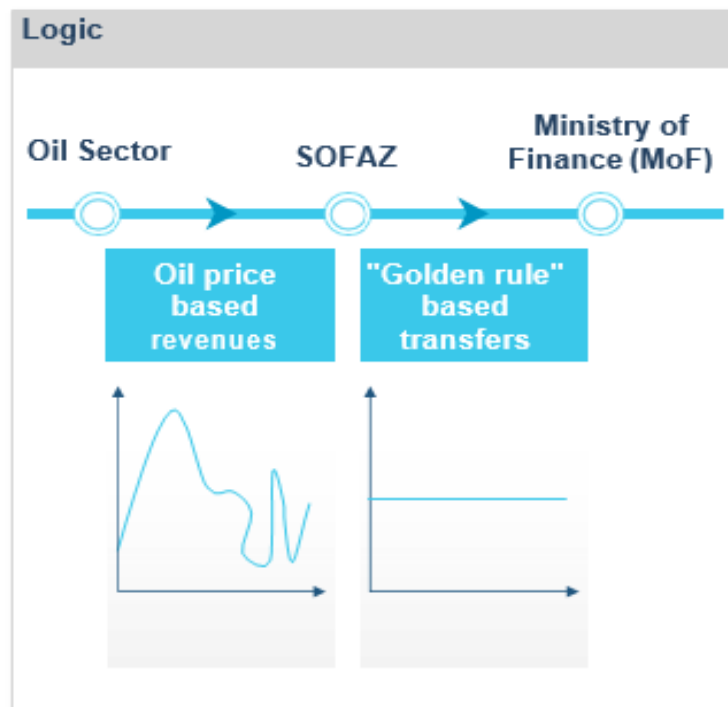 Logic
Oil Sector
SOFAZ
Ministry of
Finance (MoF)
Oil price
based
revenues
"Golden rule"
based
transfers